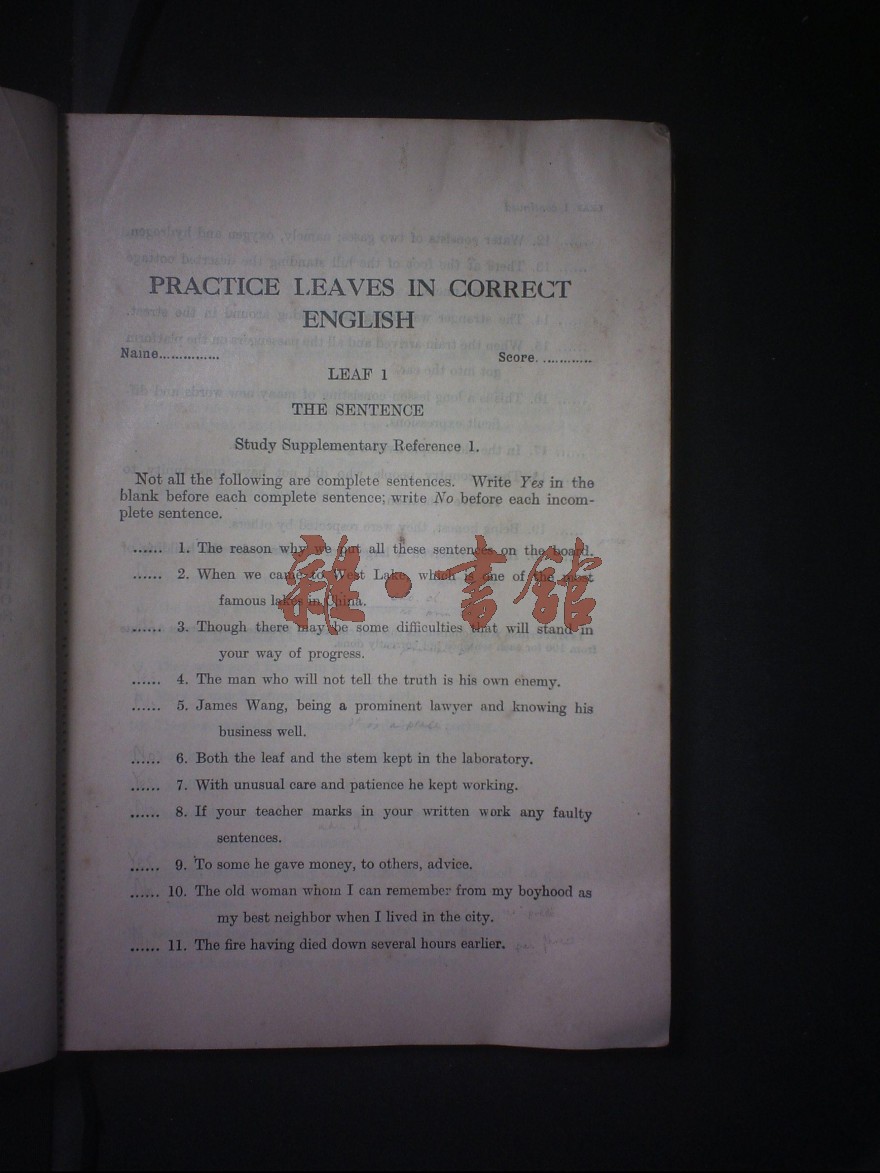 PRACTICE LEAVES IN CORRECT
ENGLISH
Name...............
Score. ............
LEAF 1
THE SENTENCE
Study Supplementary Reference 1.
Not all the following are complete sentences. Write Yes in the
blank before each complete sentence; write No before each incom-
plete sentence.
...... 1. The reason why we put all these sentences on the board.
...... 2. When we came to West Lake, which is one of the most
famous lakes in China.
...... 3. Though there may be some difficulties that will stand in
your way of progress.
...... 4. The man who will not tell the truth is his own enemy.
...... 5. James Wang, being a prominent lawyer and knowing his
business well.
...... 6. Both the leaf and the stem kept in the laboratory.
...... 7. With unusual care and patience he kept working.
...... 8. If your teacher marks in your written work any faulty
sentences.
...... 9. To some he gave money, to others, advice.
...... 10. The old woman whom I can remember from my boyhood as
my best neighbor when I lived in the city.
...... 11. The fire having died down several hours earlier.
雜·書館